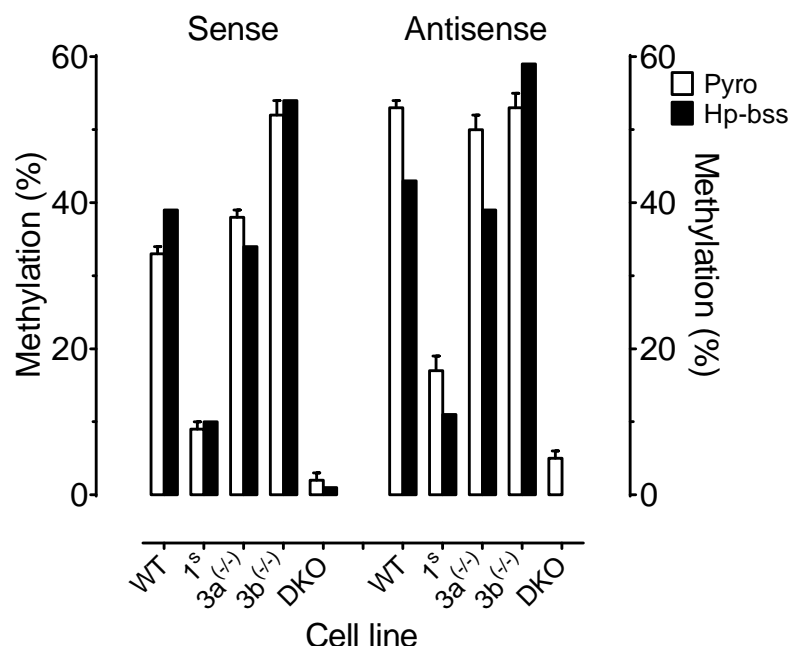 Sense Antisense
60 60
Pyro
Hp-bss
Methylation (%)
Methylation (%)
40 40
20 20
0 0
WT 1ˢ 3a⁽⁻/⁻⁾ 3b⁽⁻/⁻⁾ DKO WT 1ˢ 3a⁽⁻/⁻⁾ 3b⁽⁻/⁻⁾ DKO
Cell line